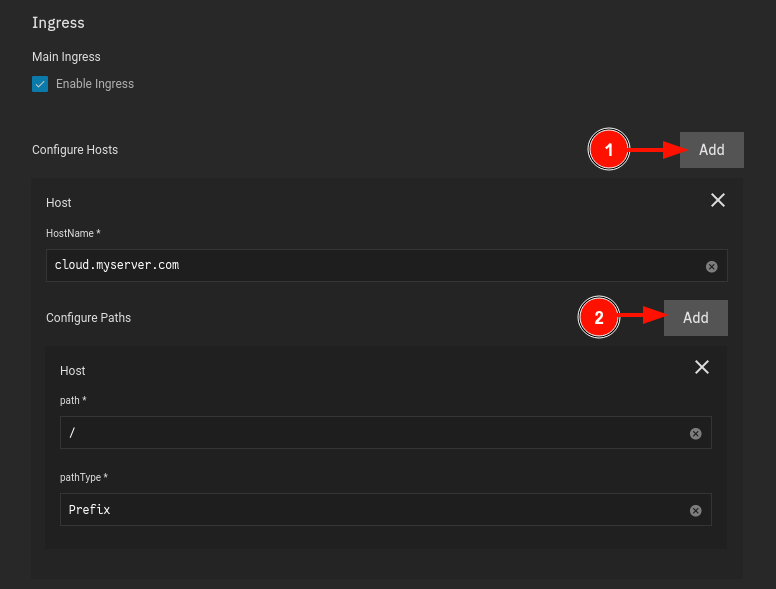 Ingress
Main Ingress
Enable Ingress
Configure Hosts
1
Add
Host
HostName *
cloud.myserver.com
Configure Paths
2
Add
Host
path *
/
pathType *
Prefix